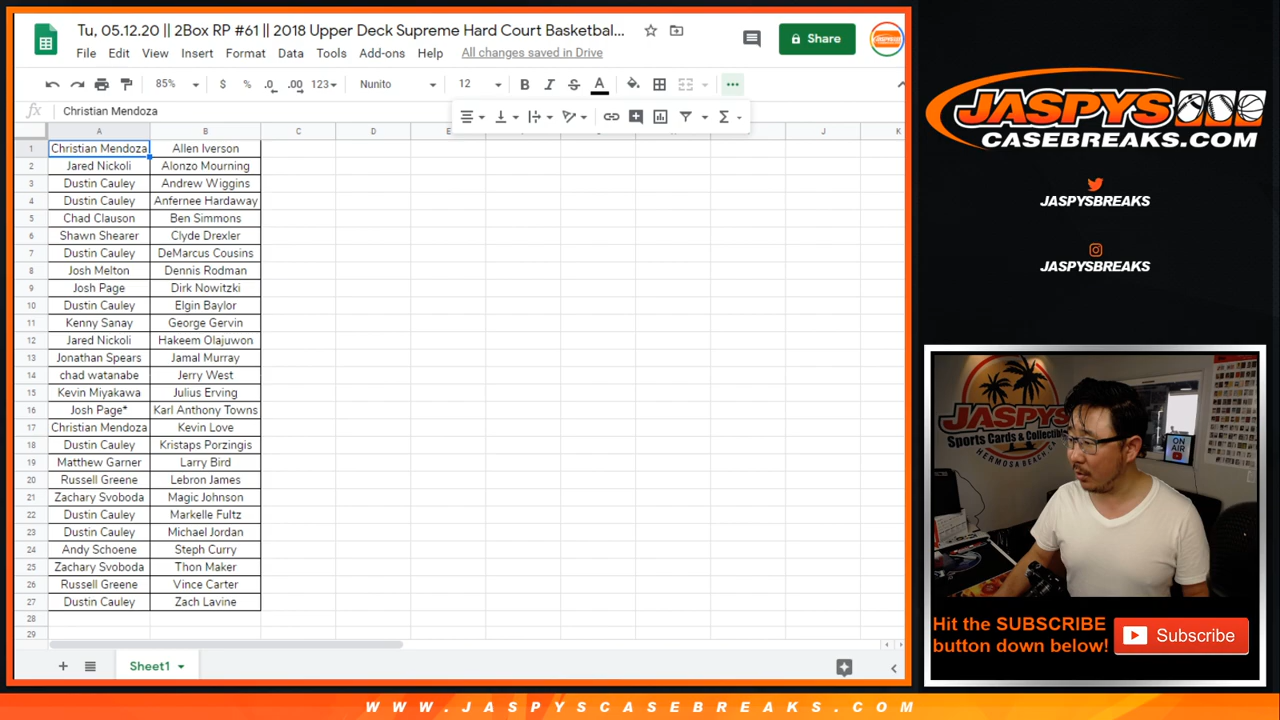 Tu, 05.12.20 || 2Box RP #61 || 2018 Upper Deck Supreme Hard Court Basketbal...
Share
File Edit View Insert Format Data Tools Add-ons Help All changes saved in Drive
85% $ % .0 .00 123 Nunito 12 B I S A
fx Christian Mendoza
A B C D E J K
1 Christian Mendoza Allen Iverson
2 Jared Nickoli Alonzo Mourning
3 Dustin Cauley Andrew Wiggins
4 Dustin Cauley Anfernee Hardaway
5 Chad Clauson Ben Simmons
6 Shawn Shearer Clyde Drexler
7 Dustin Cauley DeMarcus Cousins
8 Josh Melton Dennis Rodman
9 Josh Page Dirk Nowitzki
10 Dustin Cauley Elgin Baylor
11 Kenny Sanay George Gervin
12 Jared Nickoli Hakeem Olajuwon
13 Jonathan Spears Jamal Murray
14 chad watanabe Jerry West
15 Kevin Miyakawa Julius Erving
16 Josh Page* Karl Anthony Towns
17 Christian Mendoza Kevin Love
18 Dustin Cauley Kristaps Porzingis
19 Matthew Garner Larry Bird
20 Russell Greene Lebron James
21 Zachary Svoboda Magic Johnson
22 Dustin Cauley Markelle Fultz
23 Dustin Cauley Michael Jordan
24 Andy Schoene Steph Curry
25 Zachary Svoboda Thon Maker
26 Russell Greene Vince Carter
27 Dustin Cauley Zach Lavine
28
29
Sheet1
JASPYS
CASEBREAKS.COM
JASPYSBREAKS
JASPYSBREAKS
JASPYS
Sports Cards & Collectibles
HERMOSA BEACH, CA
ON AIR
Hit the SUBSCRIBE
button down below!
Subscribe
WWW.JASPYSCASEBREAKS.COM